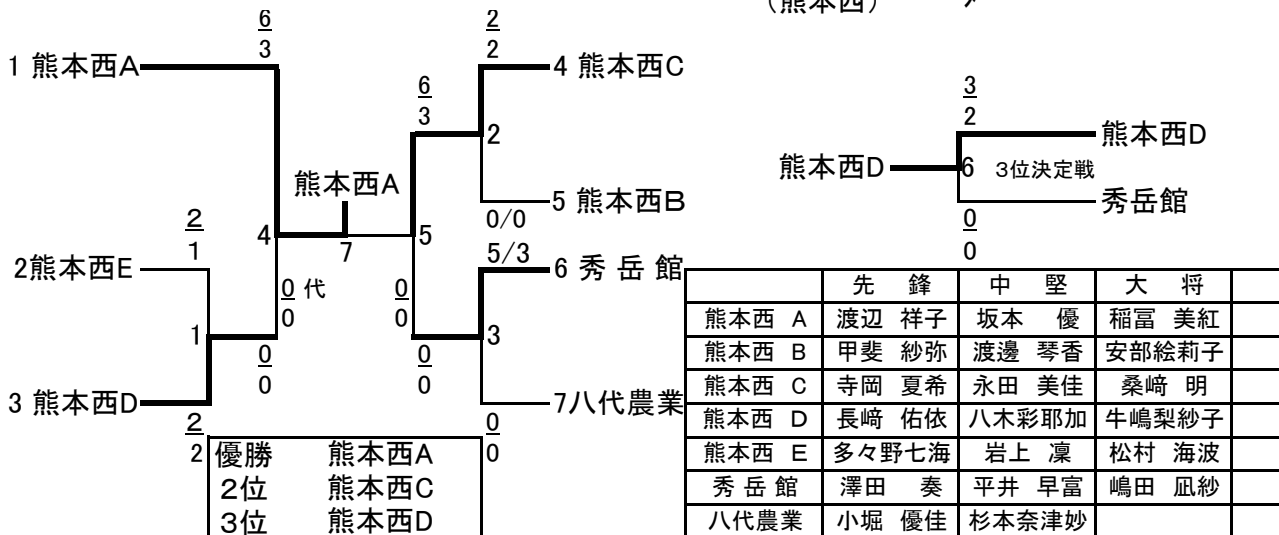 (熊本西)
6
3
2
2
1 熊本西A
4 熊本西C
6
3
3
2
2
熊本西D
熊本西D
6 3位決定戦
熊本西A
5 熊本西B
秀岳館
2
1
0/0
0
0
4
7
5
5/3
2熊本西E
6 秀 岳 館
0 代
0
0
0
1
3
0
0
0
0
3 熊本西D
7八代農業
2
2
0
0
優勝 熊本西A
2位 熊本西C
3位 熊本西D
先 鋒 中 堅 大 将
熊本西 A 渡辺 祥子 坂本 優 稲冨 美紅
熊本西 B 甲斐 紗弥 渡邊 琴香 安部絵莉子
熊本西 C 寺岡 夏希 永田 美佳 桑﨑 明
熊本西 D 長﨑 佑依 八木彩耶加 牛嶋梨紗子
熊本西 E 多々野七海 岩上 凜 松村 海波
秀 岳 館 澤田 奏 平井 早富 嶋田 凪紗
八代農業 小堀 優佳 杉本奈津妙